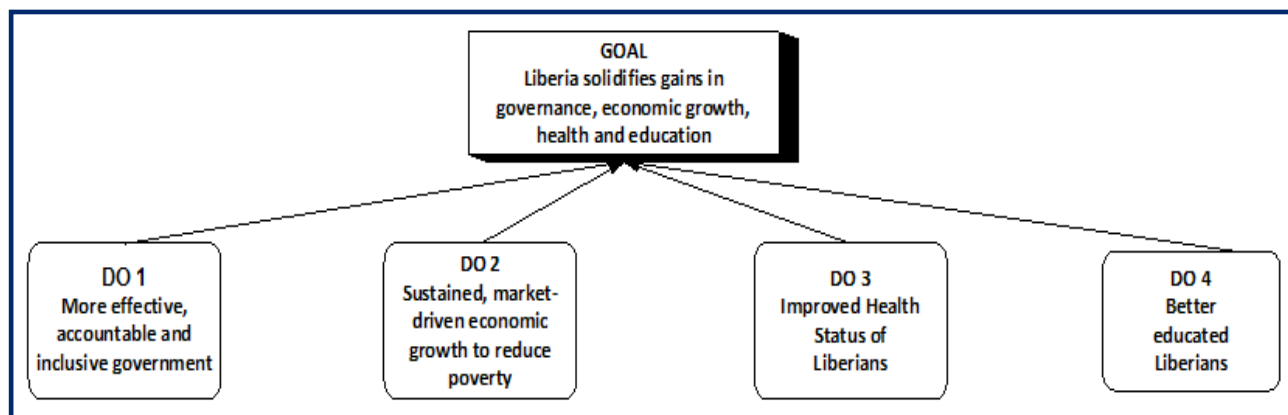 GOAL
Liberia solidifies gains in
governance, economic growth,
health and education
DO 1
More effective,
accountable and
inclusive government
DO 2
Sustained, market-
driven economic
growth to reduce
poverty
DO 3
Improved Health
Status of
Liberians
DO 4
Better
educated
Liberians